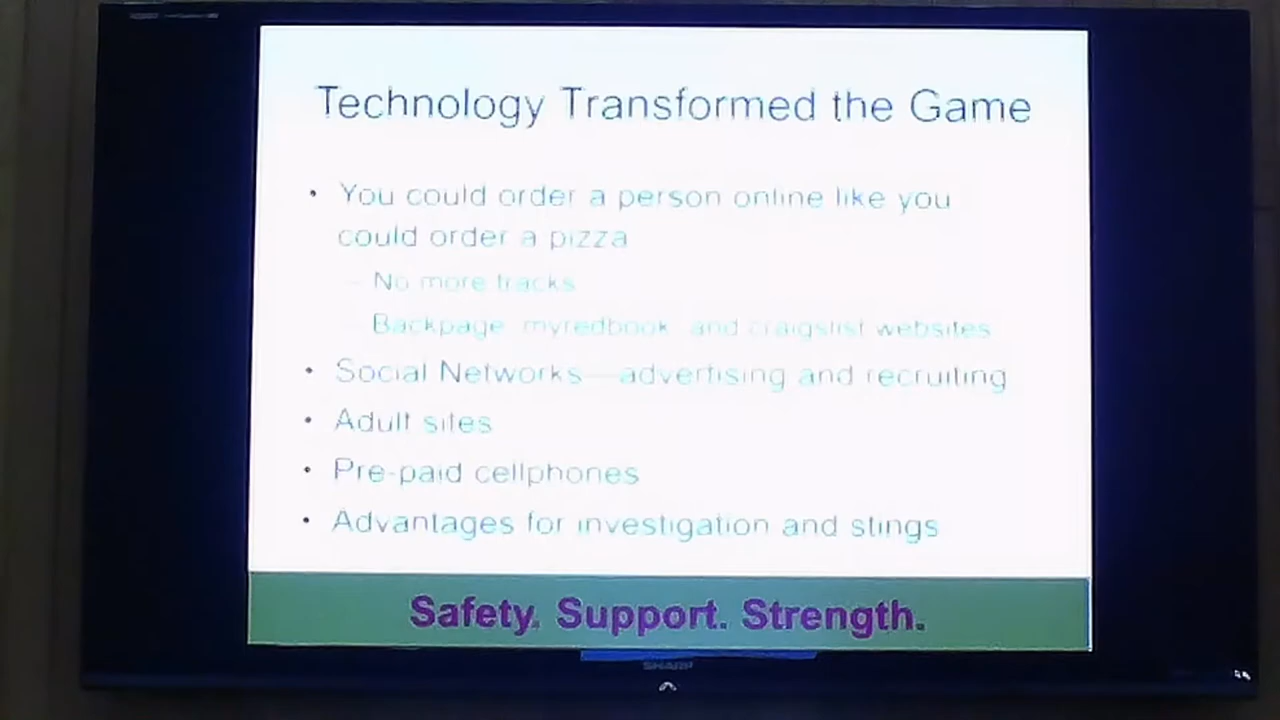 Technology Transformed the Game
• You could order a person online like you
could order a pizza
– No more tracks
– Backpage, myredbook, and craigslist websites
• Social Networks—advertising and recruiting
• Adult sites
• Pre-paid cellphones
• Advantages for investigation and stings
Safety. Support. Strength.
SHARP